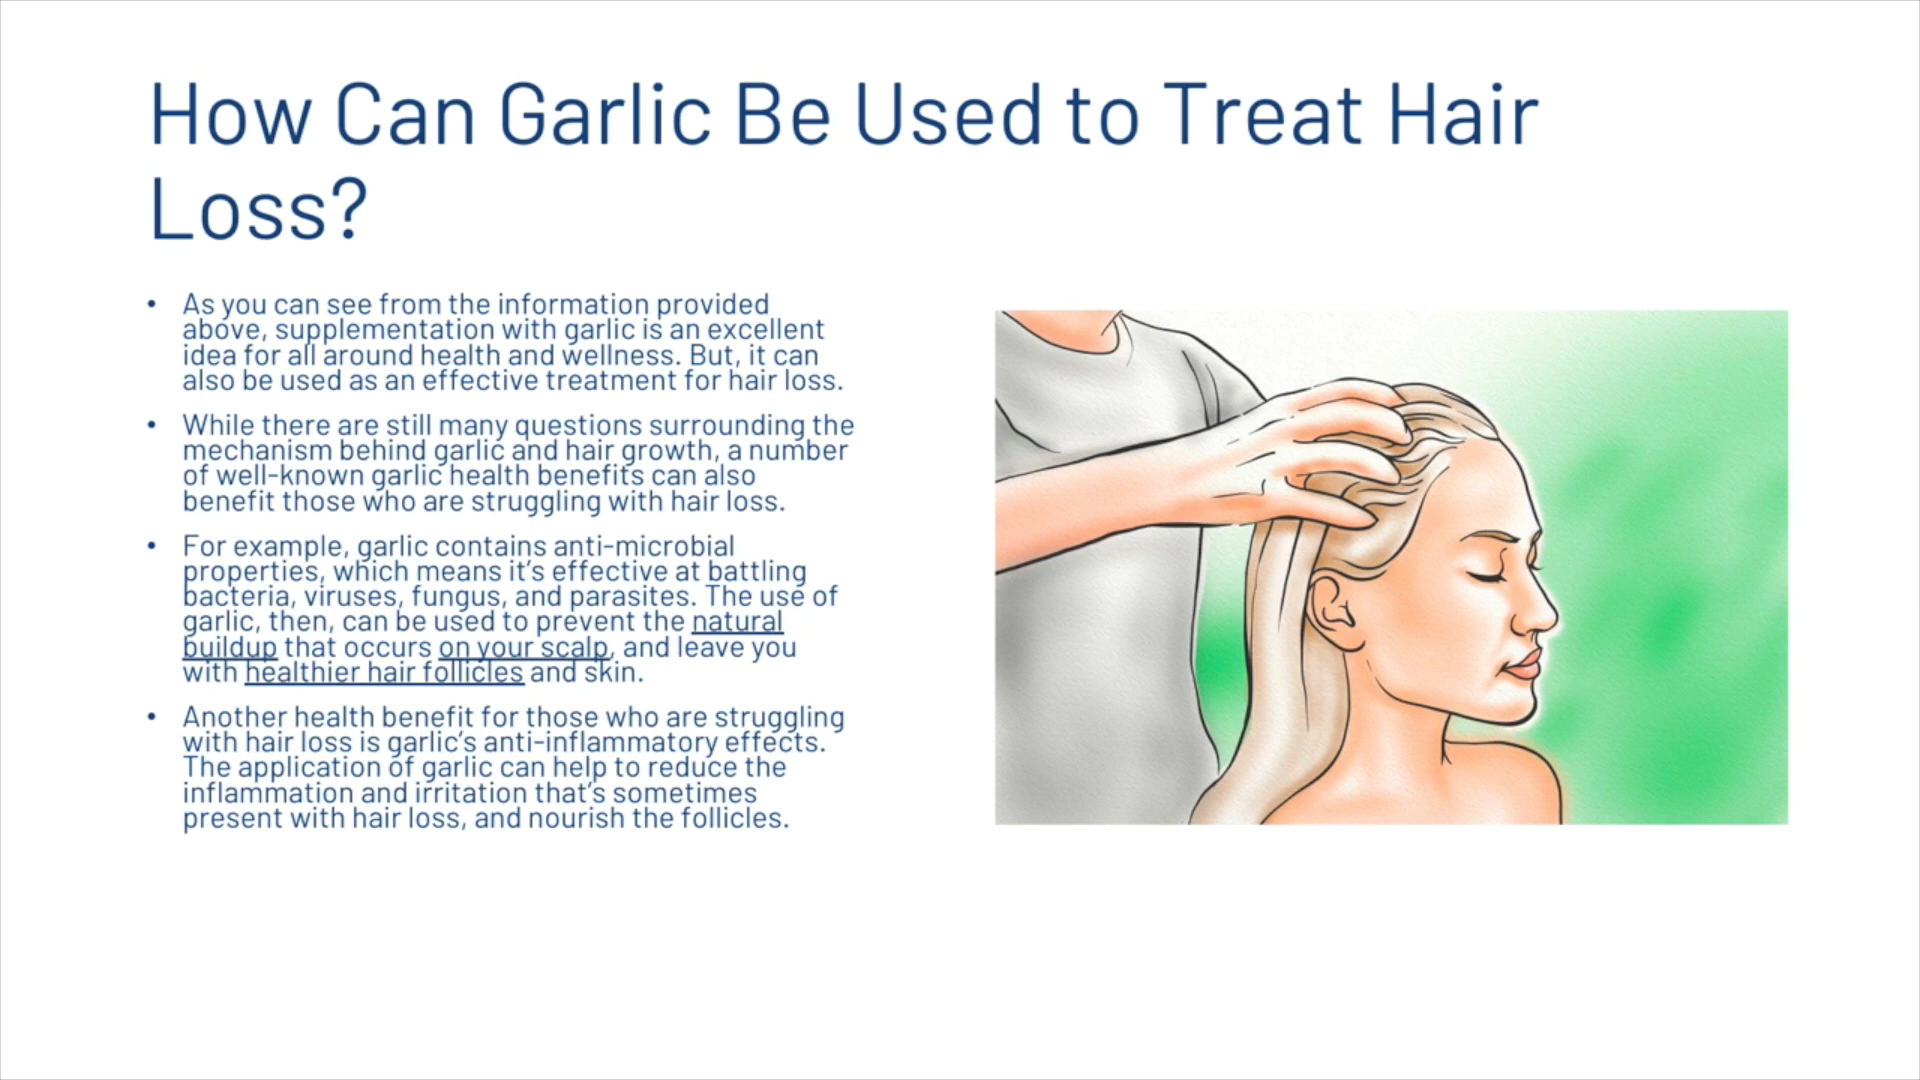 How Can Garlic Be Used to Treat Hair
Loss?
• As you can see from the information provided
above, supplementation with garlic is an excellent
idea for all around health and wellness. But, it can
also be used as an effective treatment for hair loss.
• While there are still many questions surrounding the
mechanism behind garlic and hair growth, a number
of well-known garlic health benefits can also
benefit those who are struggling with hair loss.
• For example, garlic contains anti-microbial
properties, which means it's effective at battling
bacteria, viruses, fungus, and parasites. The use of
garlic, then, can be used to prevent the natural
buildup that occurs on your scalp, and leave you
with healthier hair follicles and skin.
• Another health benefit for those who are struggling
with hair loss is garlic's anti-inflammatory effects.
The application of garlic can help to reduce the
inflammation and irritation that's sometimes
present with hair loss, and nourish the follicles.